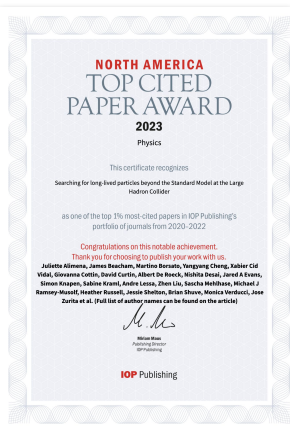 NORTH AMERICA
TOP CITED
PAPER AWARD
2023
Physics
This certificate recognizes
Searching for long-lived particles beyond the Standard Model at the Large
Hadron Collider
as one of the top 1% most-cited papers in IOP Publishing's
portfolio of journals from 2020–2022
Congratulations on this notable achievement.
Thank you for choosing to publish your work with us.
Juliette Alimena, James Beacham, Martino Borsato, Yangyang Cheng, Xabier Cid
Vidal, Giovanna Cottin, David Curtin, Albert De Roeck, Nishita Desai, Jared A Evans,
Simon Knapen, Sabine Kraml, Andre Lessa, Zhen Liu, Sascha Mehlhase, Michael J
Ramsey-Musolf, Heather Russell, Jessie Shelton, Brian Shuve, Monica Verducci, Jose
Zurita et al. (Full list of author names can be found on the article)
M. Maus
Miriam Maus
Publishing Director
IOP Publishing
IOP Publishing